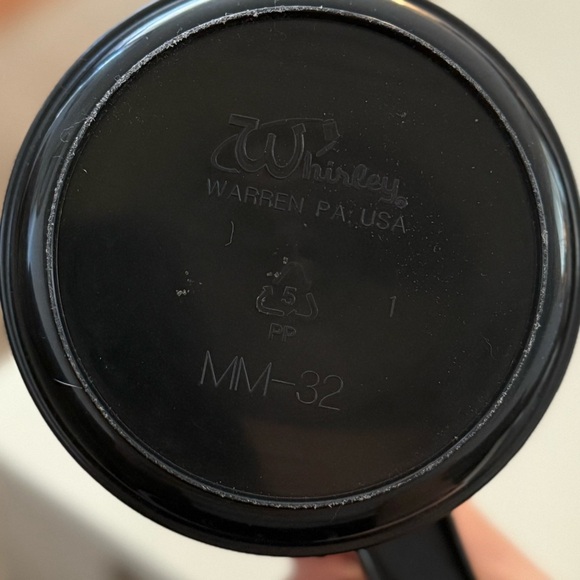 Whirley®
WARREN PA. USA
5
1
PP
MM-32